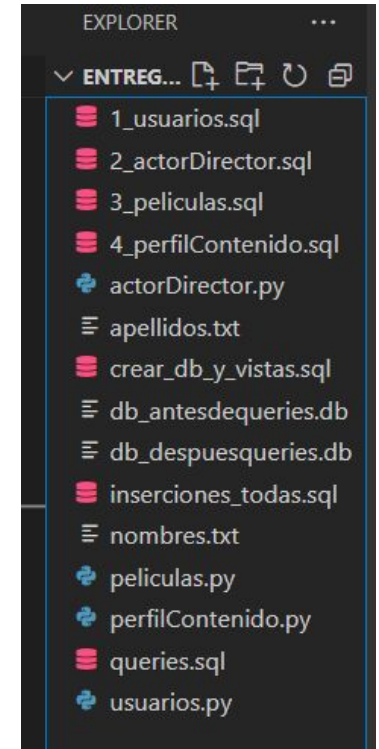 EXPLORER ...
ENTREG...
1_usuarios.sql
2_actorDirector.sql
3_peliculas.sql
4_perfilContenido.sql
actorDirector.py
apellidos.txt
crear_db_y_vistas.sql
db_antesdequeries.db
db_despuesqueries.db
inserciones_todas.sql
nombres.txt
peliculas.py
perfilContenido.py
queries.sql
usuarios.py